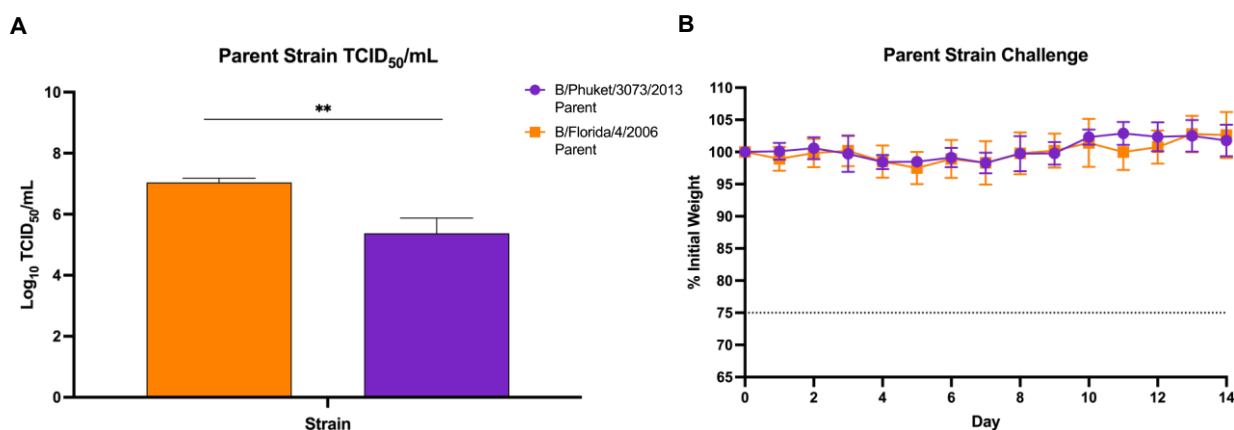 A
Parent Strain TCID50/mL
10
8
6
4
2
0
Log10 TCID50/mL
**
Strain
B/Phuket/3073/2013
Parent
B/Florida/4/2006
Parent
B
Parent Strain Challenge
110
105
100
95
90
85
80
75
70
65
% Initial Weight
0 2 4 6 8 10 12 14
Day